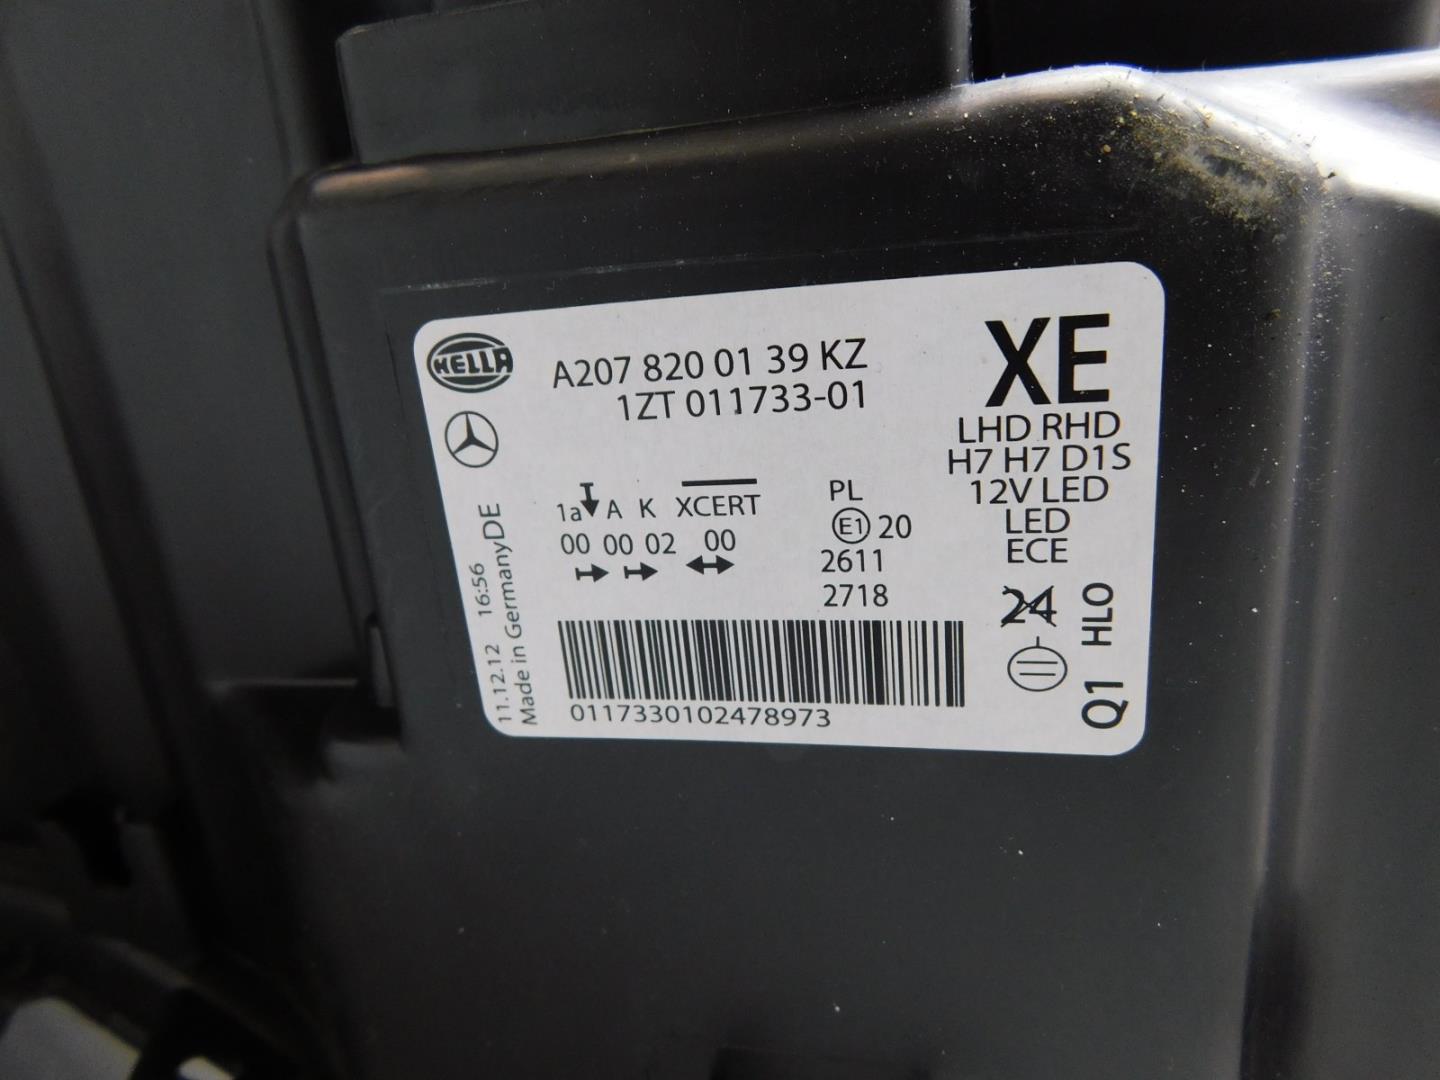 HELLA
A207 820 01 39 KZ
1ZT 011733-01
XE
LHD RHD
H7 H7 D1S
12V LED
LED
ECE
1a A K XCERT
00 00 02 00
PL
E1 20
2611
2718
24
11.12.12 16:56
Made in Germany DE
0117330102478973
Q1 HLO